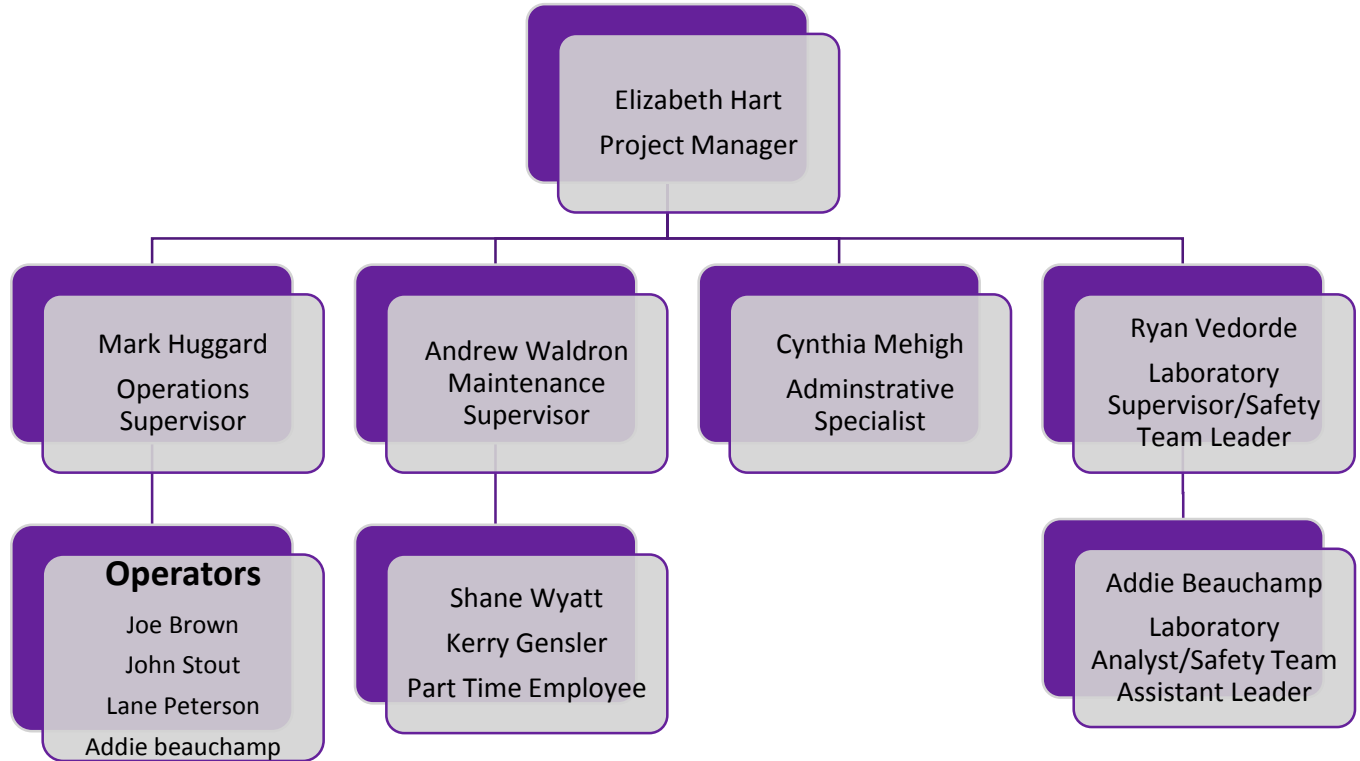 Elizabeth Hart
Project Manager
Mark Huggard
Operations
Supervisor
Andrew Waldron
Maintenance
Supervisor
Cynthia Mehigh
Adminstrative
Specialist
Ryan Vedorde
Laboratory
Supervisor/Safety
Team Leader
Operators
Joe Brown
John Stout
Lane Peterson
Addie beauchamp
Shane Wyatt
Kerry Gensler
Part Time Employee
Addie Beauchamp
Laboratory
Analyst/Safety Team
Assistant Leader